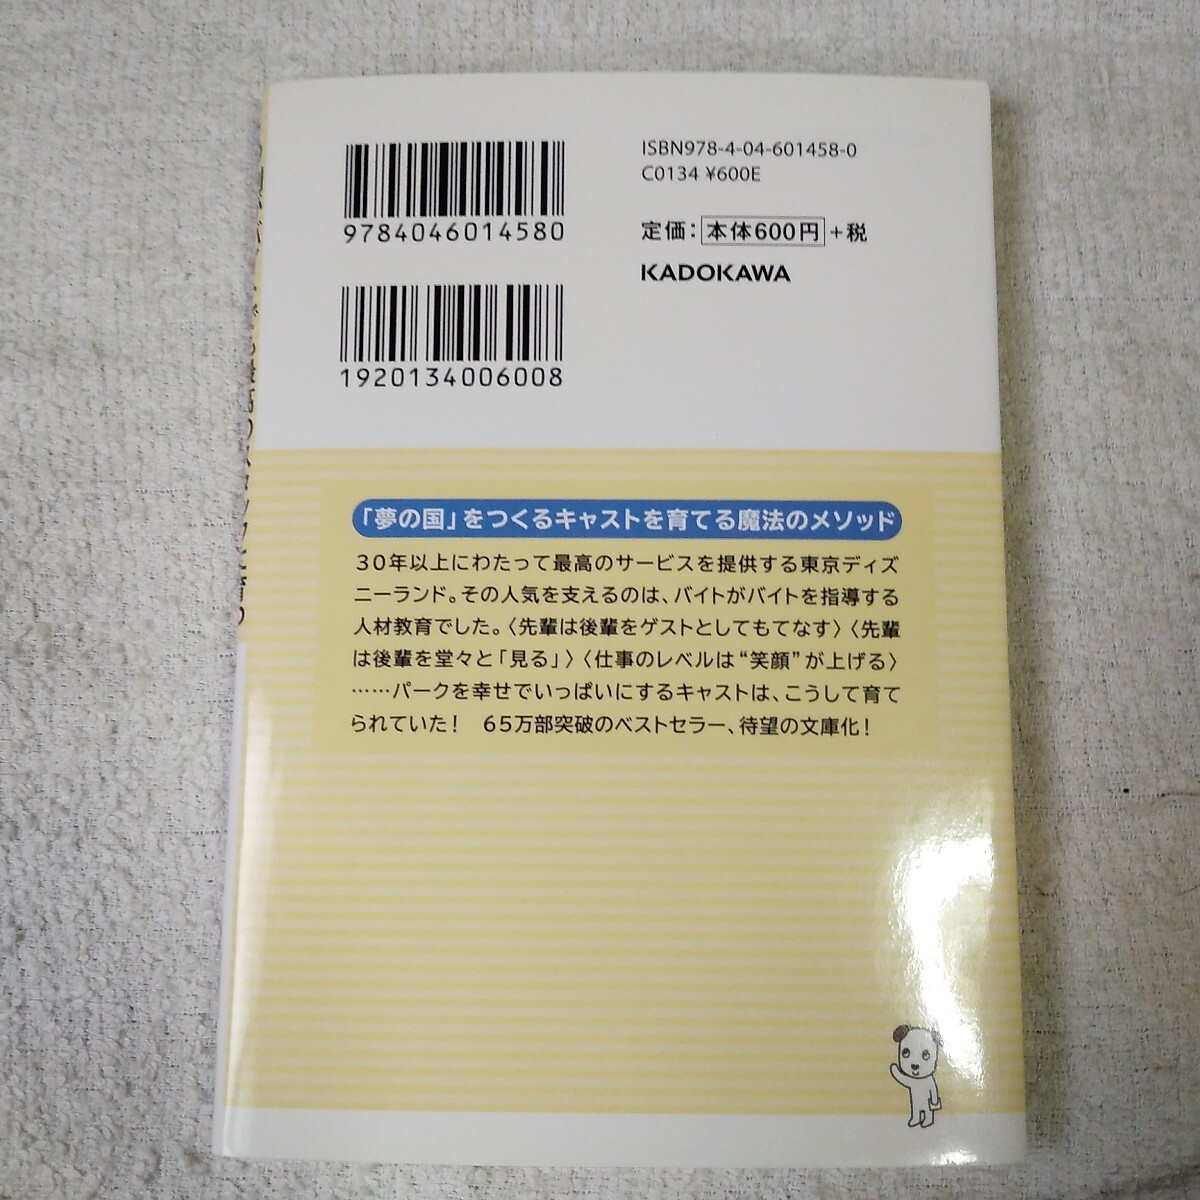 ISBN978-4-04-601458-0
C0134 ¥600E
定価：本体600円+税
KADOKAWA
9784046014580
1920134006008
「夢の国」をつくるキャストを育てる魔法のメソッド
30年以上にわたって最高のサービスを提供する東京ディズ
ニーランド。その人気を支えるのは、バイトがバイトを指導する
人材教育でした。〈先輩は後輩をゲストとしてもてなす〉〈先輩
は後輩を堂々と「見る」〉〈仕事のレベルは“笑顔”が上げる〉
……パークを幸せでいっぱいにするキャストは、こうして育て
られていた！ 65万部突破のベストセラー、待望の文庫化！